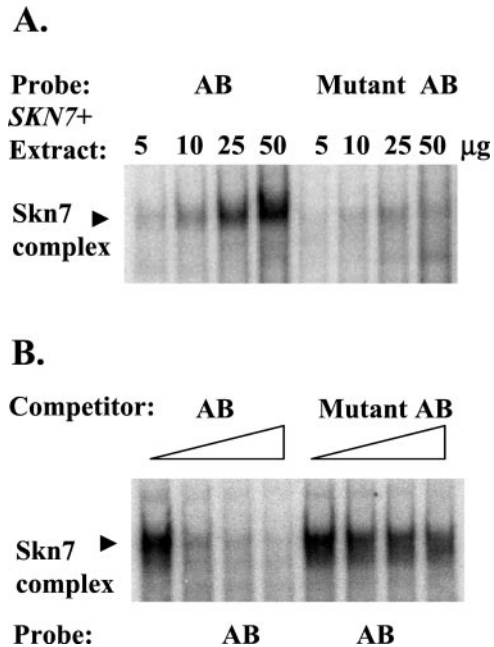 A.
Probe: AB Mutant AB
SKN7+
Extract: 5 10 25 50 5 10 25 50 μg
Skn7
complex
B.
Competitor: AB Mutant AB
Skn7
complex
Probe: AB AB